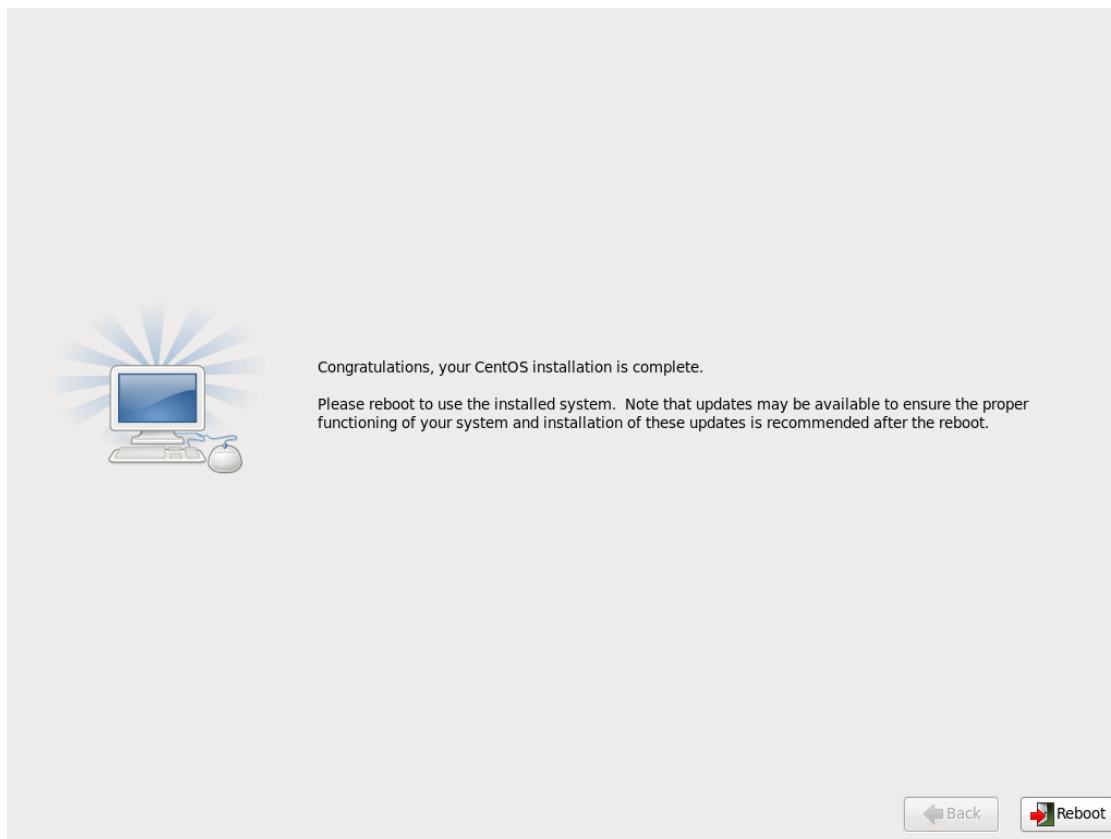 Congratulations, your CentOS installation is complete.
Please reboot to use the installed system.  Note that updates may be available to ensure the proper
functioning of your system and installation of these updates is recommended after the reboot.
Back
Reboot